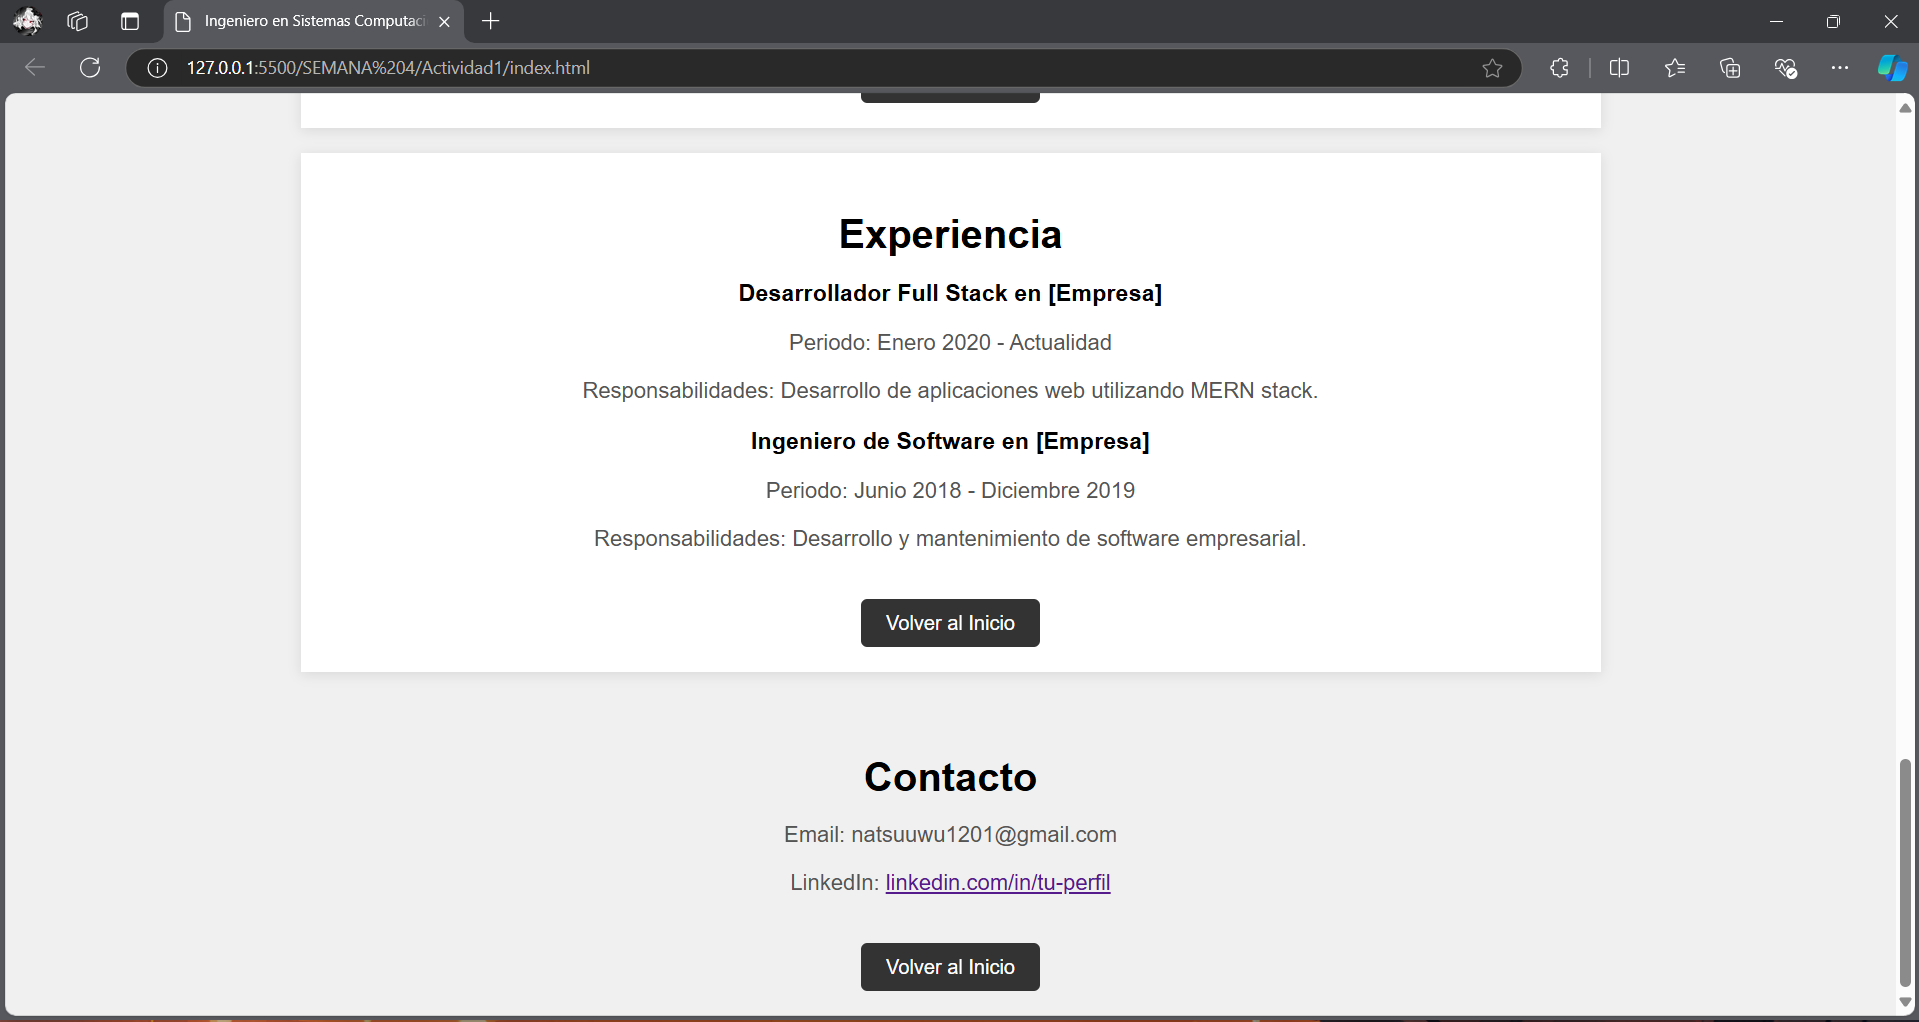 Ingeniero en Sistemas Computaci
127.0.0.1:5500/SEMANA%204/Actividad1/index.html
Experiencia
Desarrollador Full Stack en [Empresa]
Periodo: Enero 2020 - Actualidad
Responsabilidades: Desarrollo de aplicaciones web utilizando MERN stack.
Ingeniero de Software en [Empresa]
Periodo: Junio 2018 - Diciembre 2019
Responsabilidades: Desarrollo y mantenimiento de software empresarial.
Volver al Inicio
Contacto
Email: natsuuwu1201@gmail.com
LinkedIn: linkedin.com/in/tu-perfil
Volver al Inicio